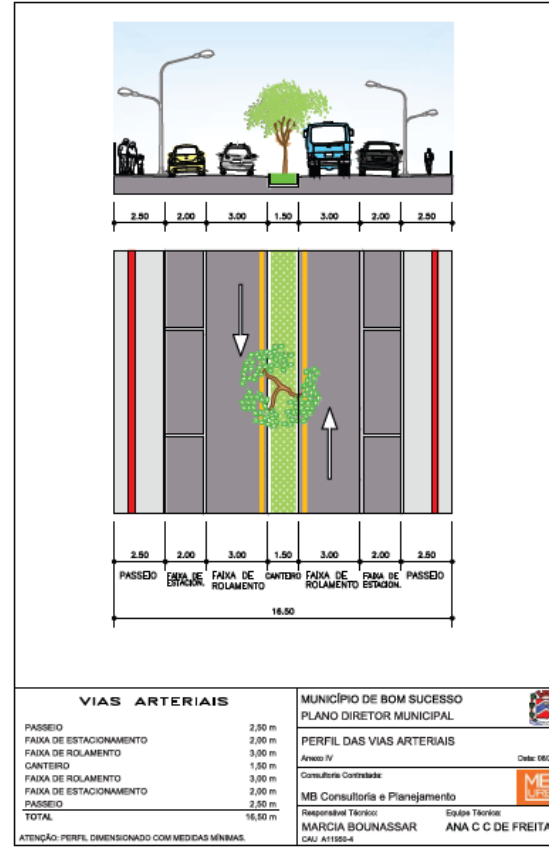 2.50 2.00 3.00 1.50 3.00 2.00 2.50
2.50 2.00 3.00 1.50 3.00 2.00 2.50
PASSEIO FAIXA DE ESTACION. FAIXA DE ROLAMENTO CANTEIRO FAIXA DE ROLAMENTO FAIXA DE ESTACION. PASSEIO
16.50
VIAS ARTERIAIS
PASSEIO 2,50 m
FAIXA DE ESTACIONAMENTO 2,00 m
FAIXA DE ROLAMENTO 3,00 m
CANTEIRO 1,50 m
FAIXA DE ROLAMENTO 3,00 m
FAIXA DE ESTACIONAMENTO 2,00 m
PASSEIO 2,50 m
TOTAL 16,50 m
ATENÇÃO: PERFIL DIMENSIONADO COM MEDIDAS MÍNIMAS.
MUNICÍPIO DE BOM SUCESSO
PLANO DIRETOR MUNICIPAL
PERFIL DAS VIAS ARTERIAIS
Anexo IV Data:
Consultoria Contratada:
MB Consultoria e Planejamento
Responsável Técnico:
MARCIA BOUNASSAR
CAU A11950-4
Equipe Técnica:
ANA C C DE FREITA